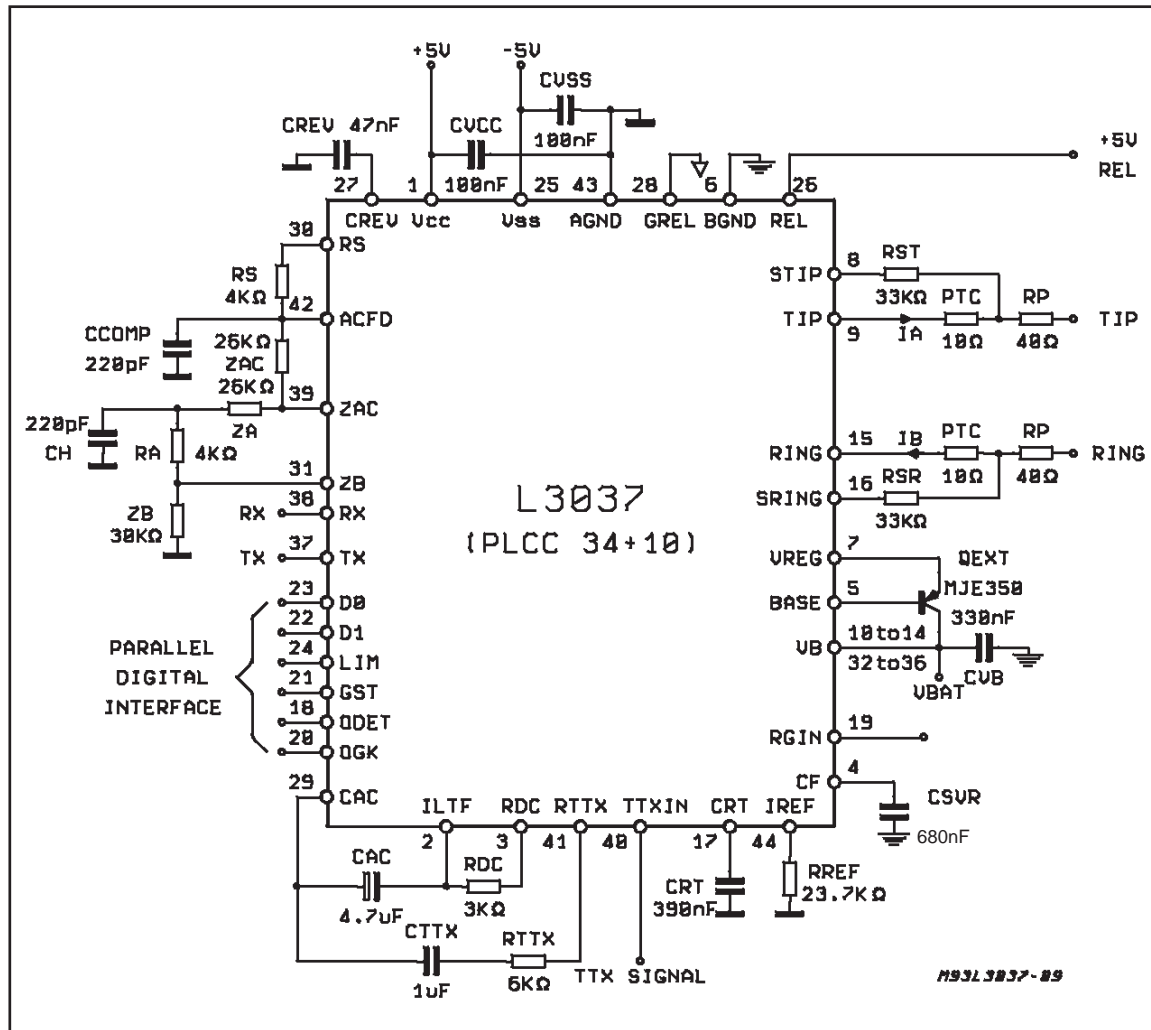 +5V
-5V
CVSS
100nF
CREV 47nF
CVCC
100nF
+5V
REL
27
1
25
43
28
6
26
CREV
Vcc
Vss
AGND
GREL
BGND
REL
30
RS
RS
4KΩ
42
ACFD
CCOMP
220pF
26KΩ
ZAC
26KΩ
39
ZAC
220pF
CH
RA
4KΩ
ZA
31
ZB
38
RX
RX
ZB
30KΩ
TX
37
TX
23
D0
22
D1
24
LIM
21
GST
18
ODET
20
OGK
PARALLEL
DIGITAL
INTERFACE
29
CAC
L3037
(PLCC 34+10)
STIP
8
RST
33KΩ
PTC
RP
TIP
9
IA
10Ω
40Ω
TIP
RING
15
IB
PTC
RP
RING
10Ω
40Ω
SRING
16
RSR
33KΩ
VREG
7
QEXT
MJE350
BASE
5
330nF
VB
10to14
32to36
CVB
VBAT
RGIN
19
CF
4
CSVR
680nF
ILTF
RDC
RTTX
TTXIN
CRT
IREF
2
3
41
40
17
44
CAC
4.7uF
RDC
3KΩ
CRT
390nF
RREF
23.7KΩ
CTTX
1uF
RTTX
6KΩ
TTX SIGNAL
M93L3037-09